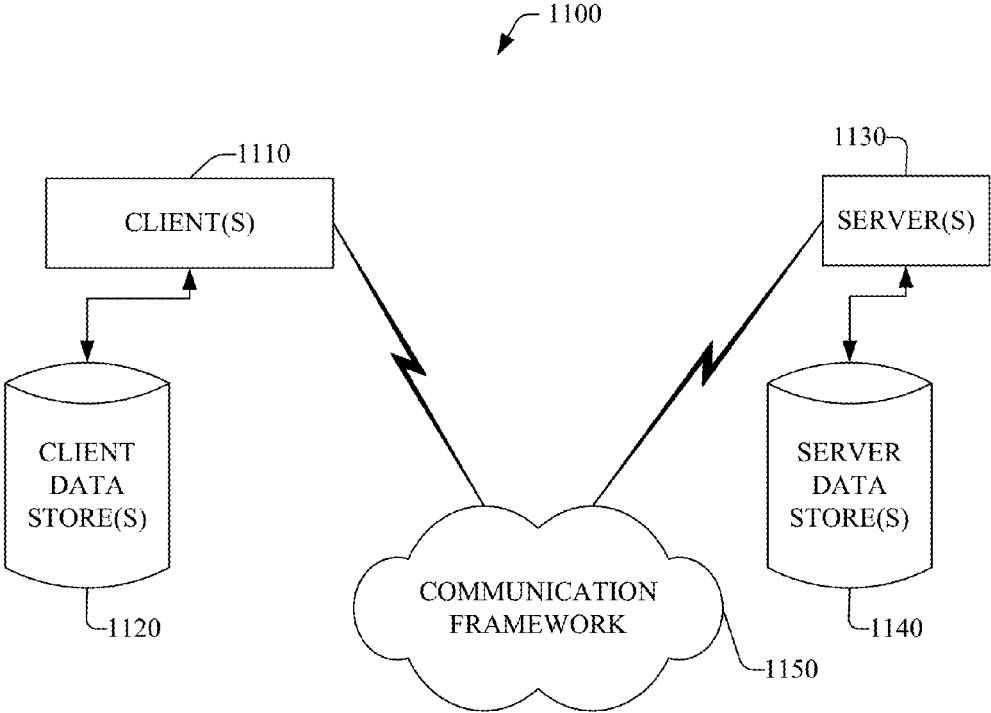 1100
1110
1130
CLIENT(S)
SERVER(S)
CLIENT
DATA
STORE(S)
SERVER
DATA
STORE(S)
COMMUNICATION
FRAMEWORK
1120
1140
1150